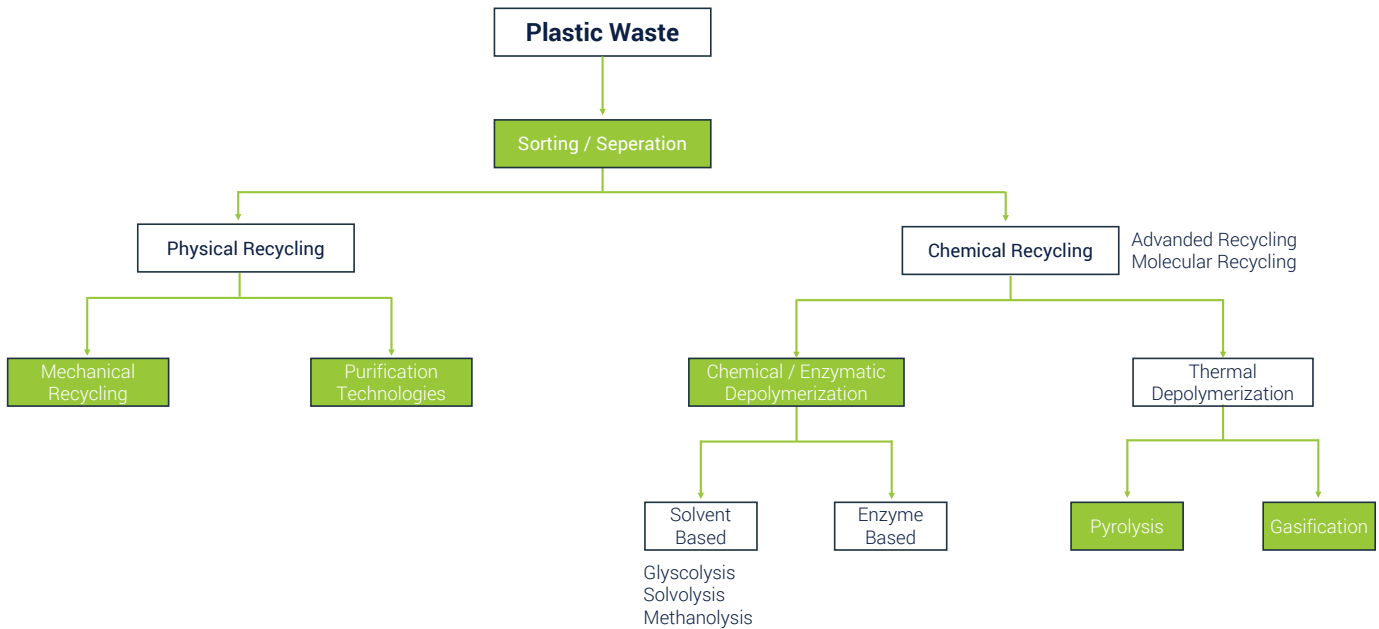 Plastic Waste
Sorting / Seperation
Physical Recycling
Chemical Recycling
Advanded Recycling
Molecular Recycling
Mechanical
Recycling
Purification
Technologies
Chemical / Enzymatic
Depolymerization
Thermal
Depolymerization
Solvent
Based
Enzyme
Based
Pyrolysis
Gasification
Glyscolysis
Solvolysis
Methanolysis